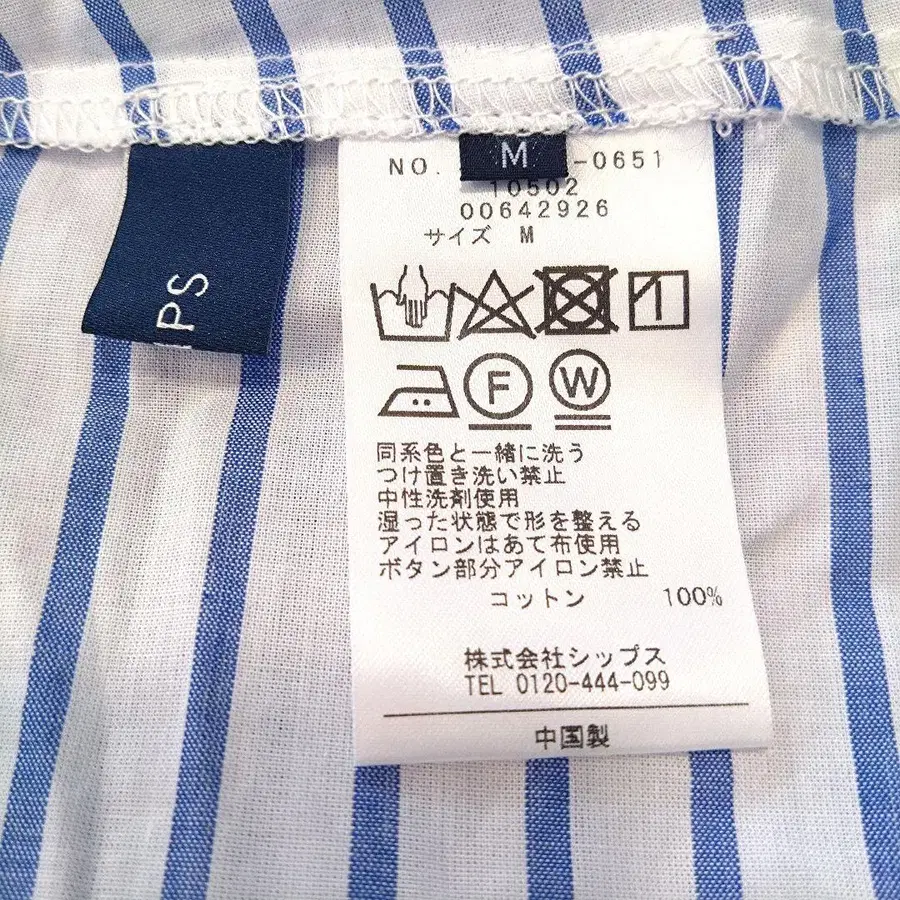 IPS
M
NO. -0651
10502
00642926
サイズ M
F
W
同系色と一緒に洗う
つけ置き洗い禁止
中性洗剤使用
湿った状態で形を整える
アイロンはあて布使用
ボタン部分アイロン禁止
コットン 100%
株式会社シップス
TEL 0120-444-099
中国製